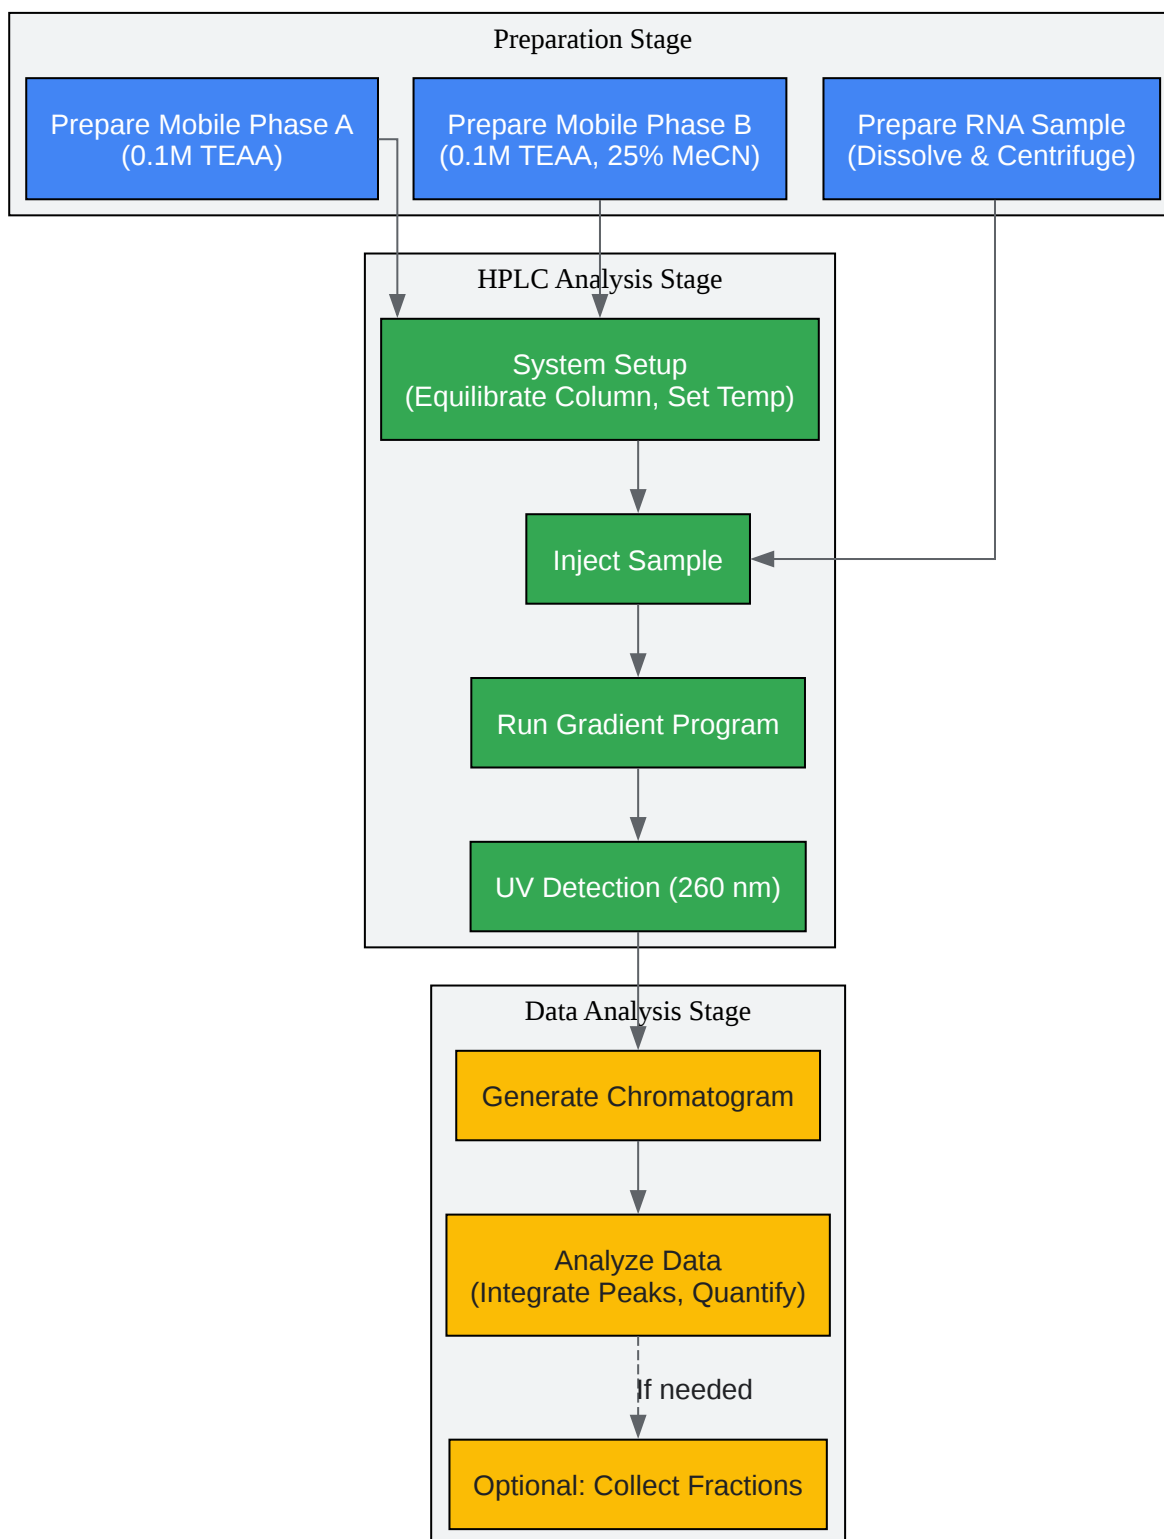 Preparation Stage
Prepare Mobile Phase A
(0.1M TEAA)
Prepare Mobile Phase B
(0.1M TEAA, 25% MeCN)
Prepare RNA Sample
(Dissolve & Centrifuge)
HPLC Analysis Stage
System Setup
(Equilibrate Column, Set Temp)
Inject Sample
Run Gradient Program
UV Detection (260 nm)
Data Analysis Stage
Generate Chromatogram
Analyze Data
(Integrate Peaks, Quantify)
If needed
Optional: Collect Fractions